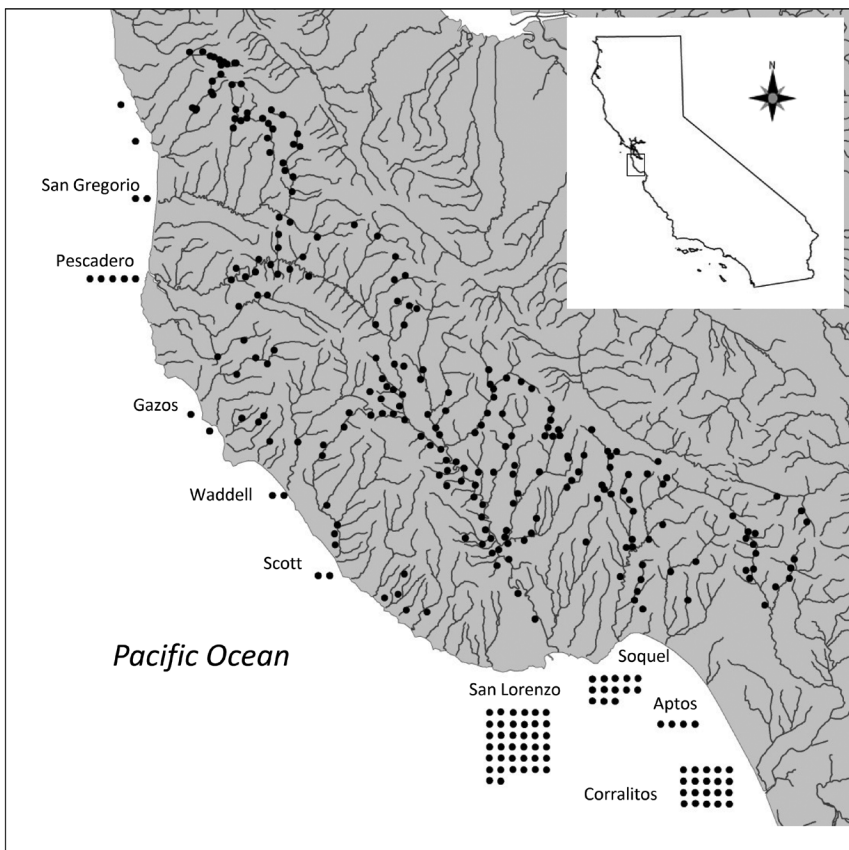 N
San Gregorio
Pescadero
Gazos
Waddell
Scott
Pacific Ocean
Soquel
San Lorenzo
Aptos
Corralitos